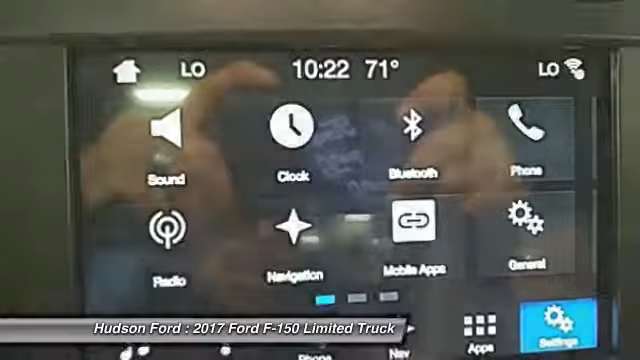 LO 10:22 71° LO
Sound Clock Bluetooth Phone
Radio Navigation Mobile Apps General
Hudson Ford : 2017 Ford F-150 Limited Truck
Phone Nav Apps Settings